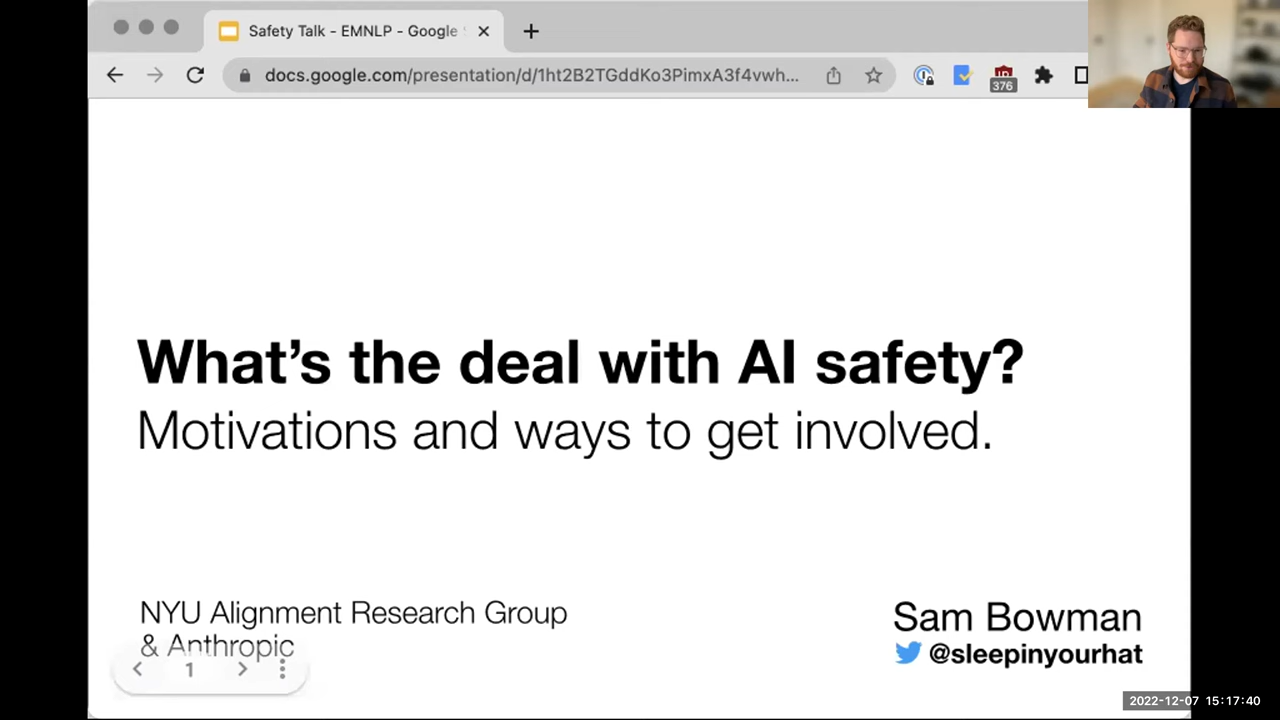 Safety Talk - EMNLP - Google
docs.google.com/presentation/d/1ht2B2TGddKo3PimxA3f4vwh...
376
What's the deal with AI safety?
Motivations and ways to get involved.
NYU Alignment Research Group
& Anthropic
1
Sam Bowman
@sleepinyourhat
2022-12-07 15:17:40